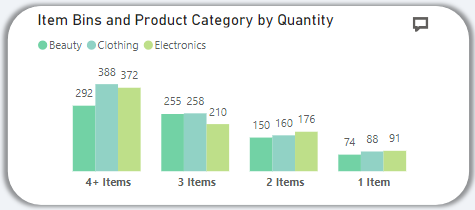 Item Bins and Product Category by Quantity
Beauty Clothing Electronics
292 388 372
255 258 210
150 160 176
74 88 91
4+ Items 3 Items 2 Items 1 Item